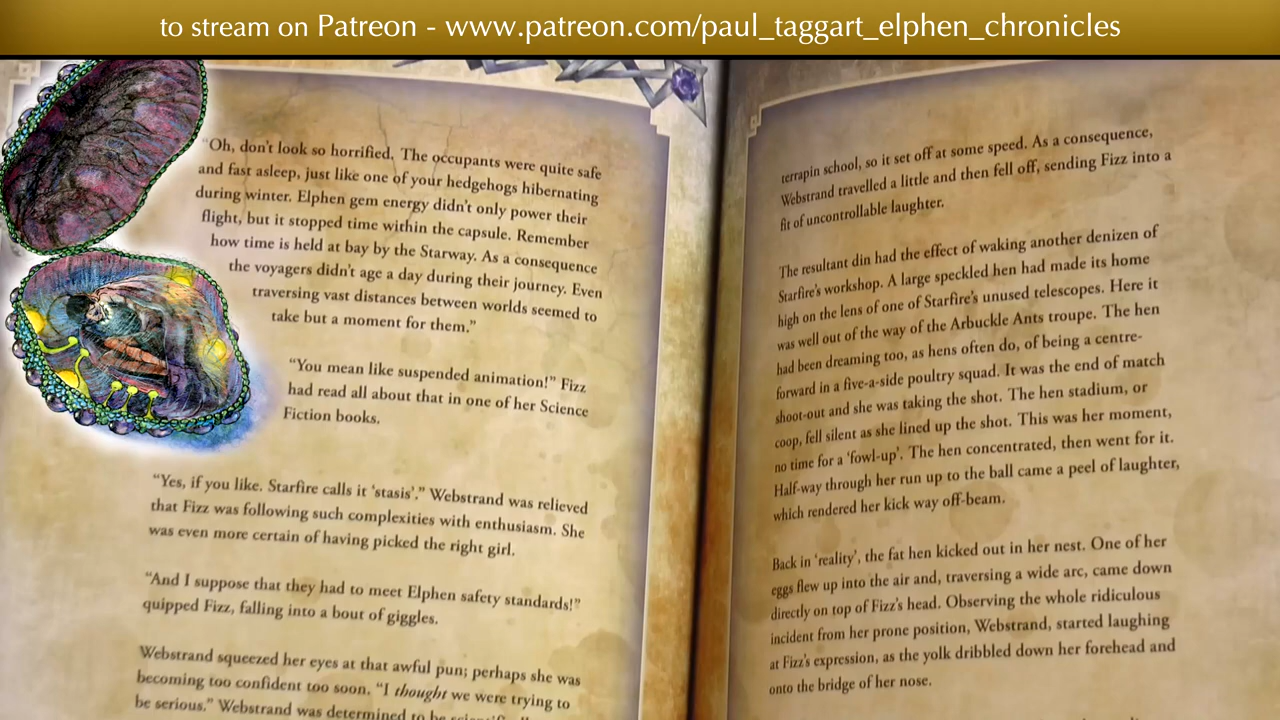 to stream on Patreon - www.patreon.com/paul_taggart_elphen_chronicles
"Oh, don't look so horrified. The occupants were quite safe
and fast asleep, just like one of your hedgehogs hibernating
during winter. Elphen gem energy didn't only power their
flight, but it stopped time within the capsule. Remember
how time is held at bay by the Starway. As a consequence
the voyagers didn't age a day during their journey. Even
traversing vast distances between worlds seemed to
take but a moment for them."
"You mean like suspended animation!" Fizz
had read all about that in one of her Science
Fiction books.
"Yes, if you like. Starfire calls it 'stasis'." Webstrand was relieved
that Fizz was following such complexities with enthusiasm. She
was even more certain of having picked the right girl.
"And I suppose that they had to meet Elphen safety standards!"
quipped Fizz, falling into a bout of giggles.
Webstrand squeezed her eyes at that awful pun; perhaps she was
becoming too confident too soon. "I thought we were trying to
be serious." Webstrand was determined to be
terrapin school, so it set off at some speed. As a consequence,
Webstrand travelled a little and then fell off, sending Fizz into a
fit of uncontrollable laughter.
The resultant din had the effect of waking another denizen of
Starfire's workshop. A large speckled hen had made its home
high on the lens of one of Starfire's unused telescopes. Here it
was well out of the way of the Arbuckle Ants troupe. The hen
had been dreaming too, as hens often do, of being a centre-
forward in a five-a-side poultry squad. It was the end of match
shoot-out and she was taking the shot. The hen stadium, or
coop, fell silent as she lined up the shot. This was her moment,
no time for a 'fowl-up'. The hen concentrated, then went for it.
Half-way through her run up to the ball came a peel of laughter,
which rendered her kick way off-beam.
Back in 'reality', the fat hen kicked out in her nest. One of her
eggs flew up into the air and, traversing a wide arc, came down
directly on top of Fizz's head. Observing the whole ridiculous
incident from her prone position, Webstrand, started laughing
at Fizz's expression, as the yolk dribbled down her forehead and
onto the bridge of her nose.